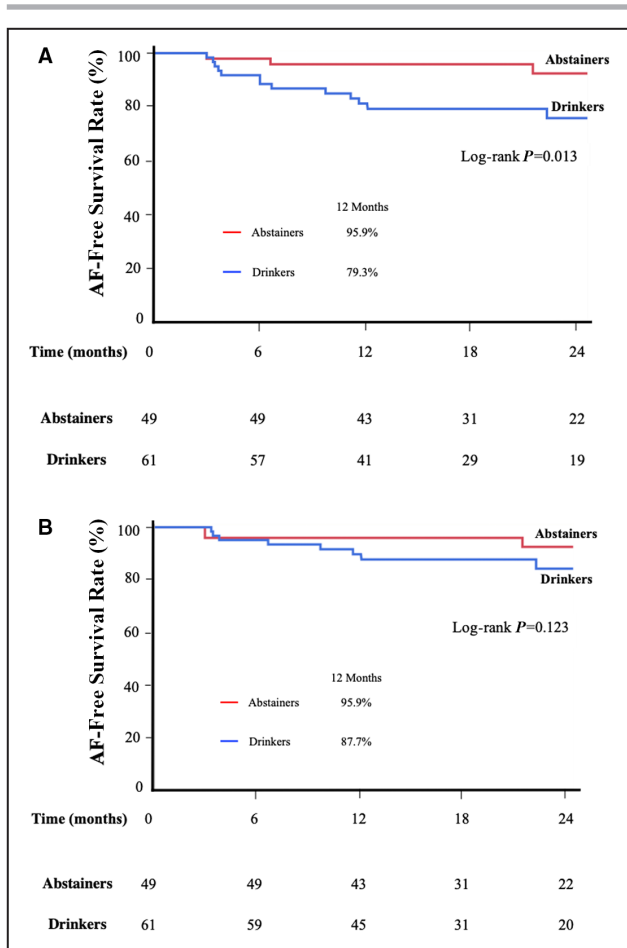 A
AF-Free Survival Rate (%)
100
80
60
40
20
0
Abstainers
Drinkers
Log-rank P=0.013
12 Months
Abstainers 95.9%
Drinkers 79.3%
Time (months) 0 6 12 18 24
Abstainers 49 49 43 31 22
Drinkers 61 57 41 29 19
B
AF-Free Survival Rate (%)
100
80
60
40
20
0
Abstainers
Drinkers
Log-rank P=0.123
12 Months
Abstainers 95.9%
Drinkers 87.7%
Time (months) 0 6 12 18 24
Abstainers 49 49 43 31 22
Drinkers 61 59 45 31 20